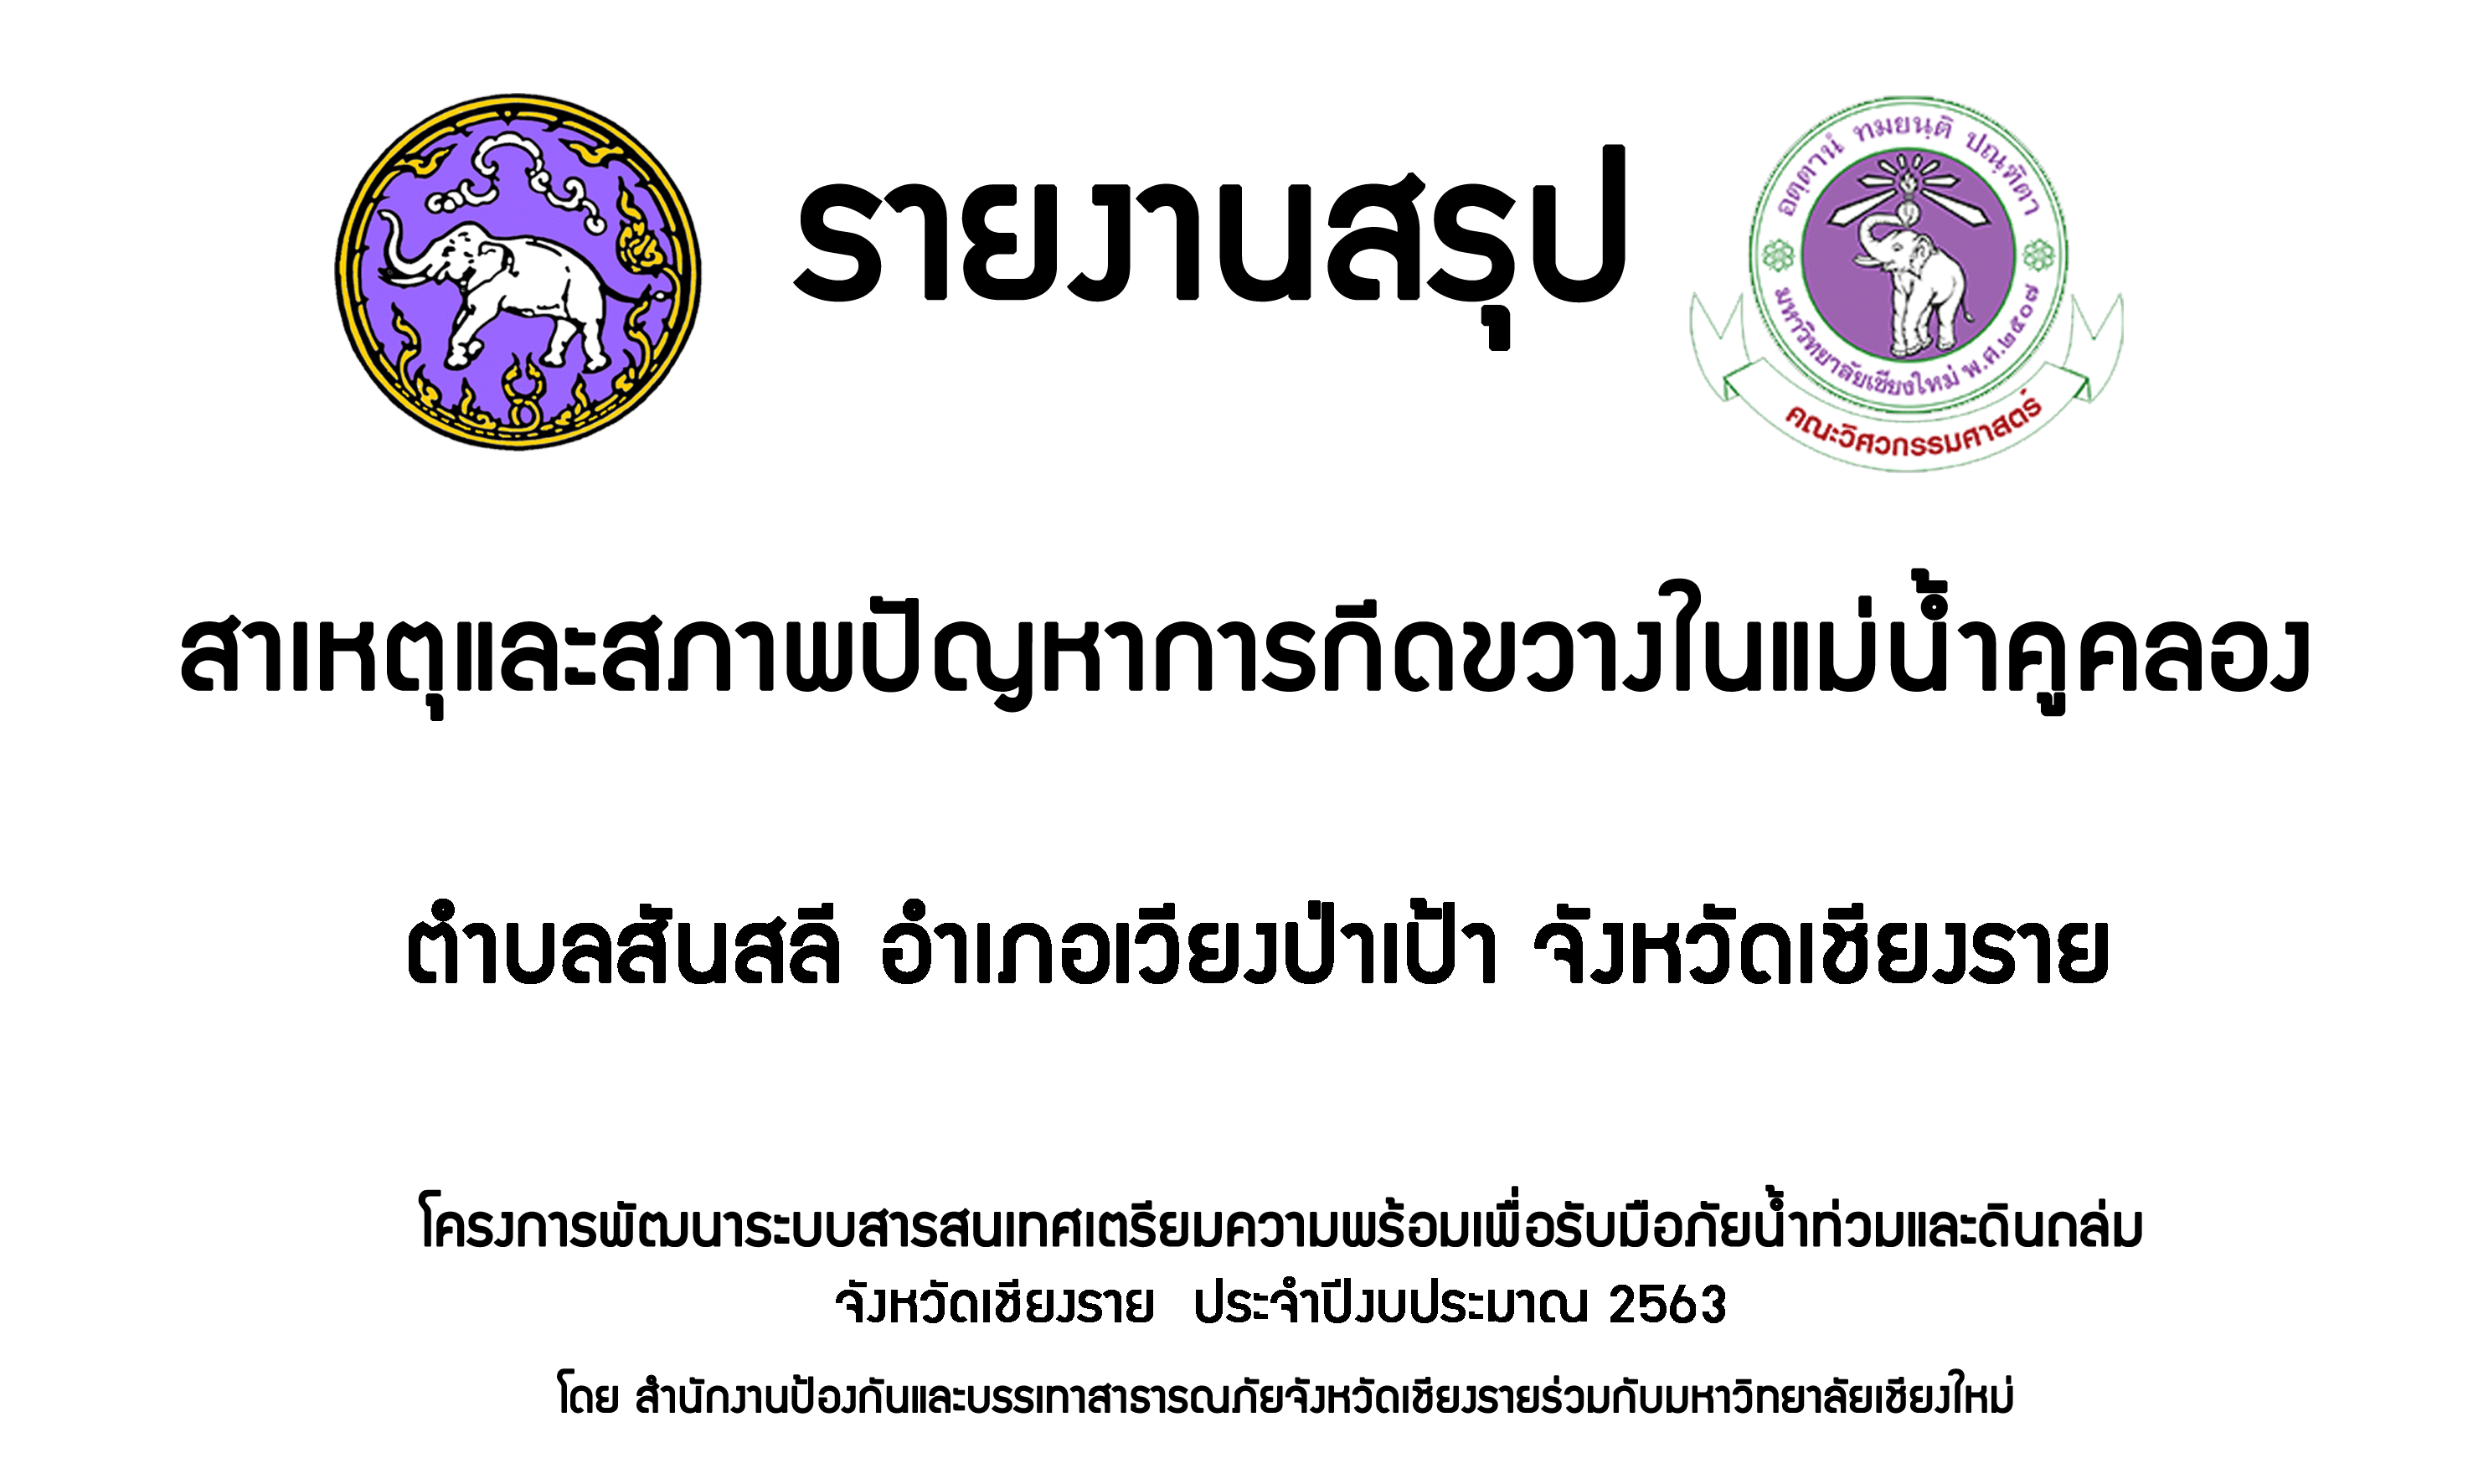 รายงานสรุป
อตฺตานํ ทมยนฺติ ปณฺฑิตา
มหาวิทยาลัยเชียงใหม่ พ.ศ.๒๕๐๗
คณะวิศวกรรมศาสตร์
สาเหตุและสภาพปัญหาการกีดขวางในแม่น้ำคูคลอง
ตำบลสันสลี อำเภอเวียงป่าเป้า จังหวัดเชียงราย
โครงการพัฒนาระบบสารสนเทศเตรียมความพร้อมเพื่อรับมือภัยน้ำท่วมและดินถล่ม
จังหวัดเชียงราย ประจำปีงบประมาณ 2563
โดย สำนักงานป้องกันและบรรเทาสาธารณภัยจังหวัดเชียงรายร่วมกับมหาวิทยาลัยเชียงใหม่